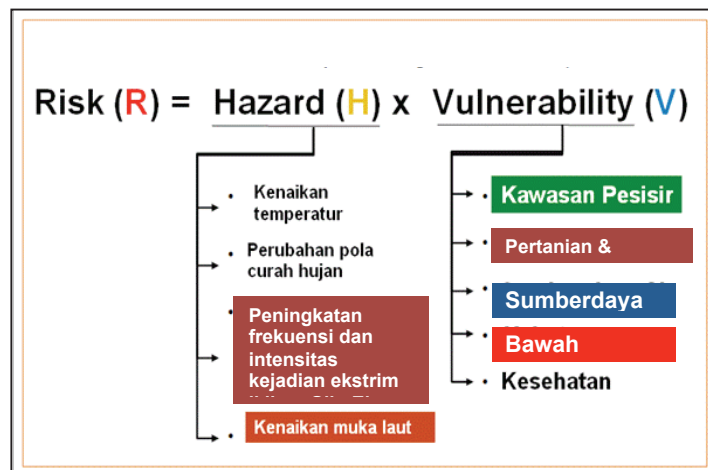 Risk (R) = Hazard (H) x Vulnerability (V)
• Kenaikan
temperatur
• Perubahan pola
curah hujan
• Peningkatan
frekuensi dan
intensitas
kejadian ekstrim
• Kenaikan muka laut
• Kawasan Pesisir
• Pertanian &
• Sumberdaya
• Bawah
• Kesehatan